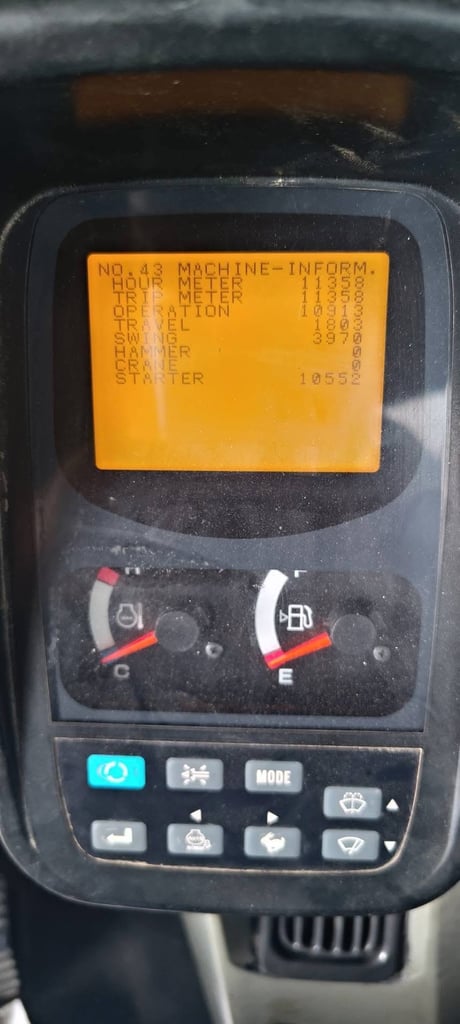 NO.43 MACHINE-INFORM.
HOUR METER 11358
TRIP METER 11358
OPERATION 10913
TRAVEL 1803
SWING 3970
HAMMER 0
CRANE 0
STARTER 10552
H F
C E
MODE